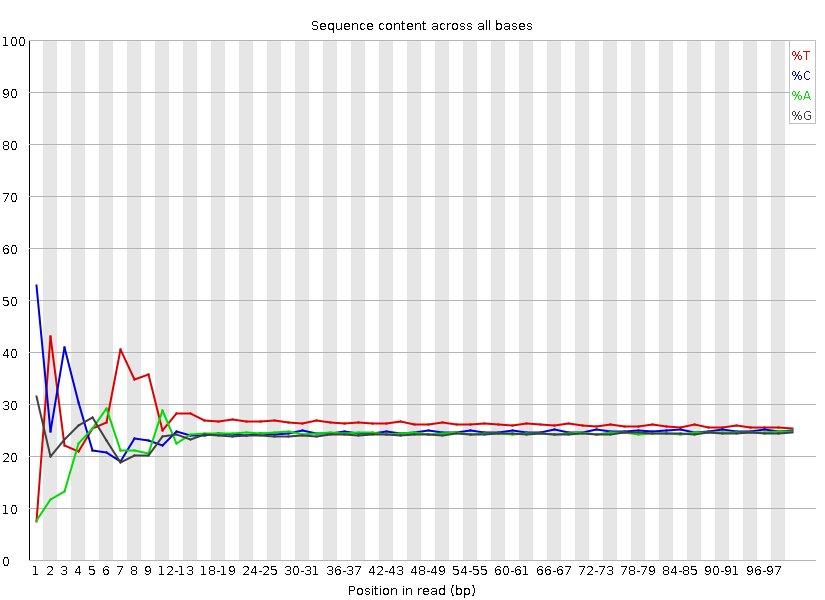 Sequence content across all bases
100
90
80
70
60
50
40
30
20
10
0
%T
%C
%A
%G
1 2 3 4 5 6 7 8 9 12-13 18-19 24-25 30-31 36-37 42-43 48-49 54-55 60-61 66-67 72-73 78-79 84-85 90-91 96-97
Position in read (bp)